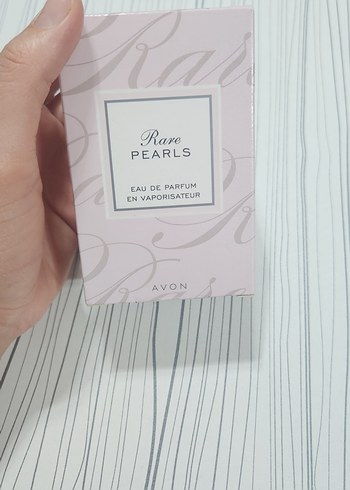 Rare
PEARLS
EAU DE PARFUM
EN VAPORISATEUR
AVON